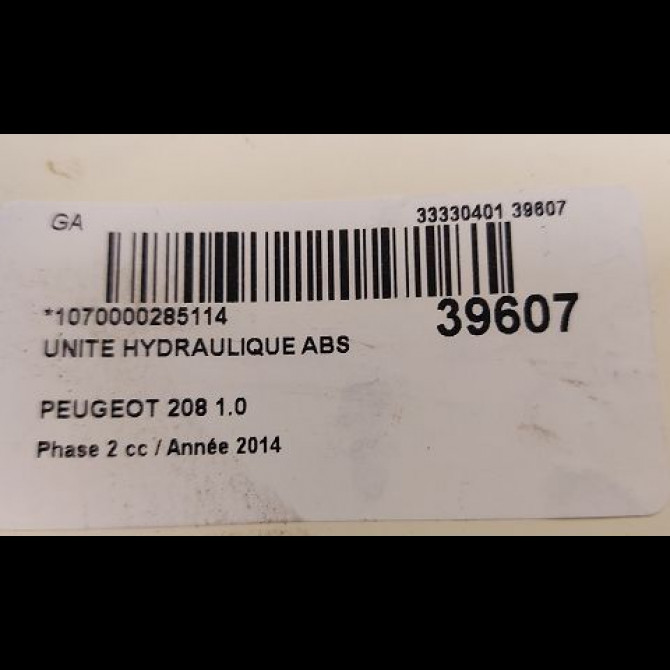 GA
33330401 39607
*1070000285114
39607
UNITE HYDRAULIQUE ABS
PEUGEOT 208 1.0
Phase 2 cc / Année 2014